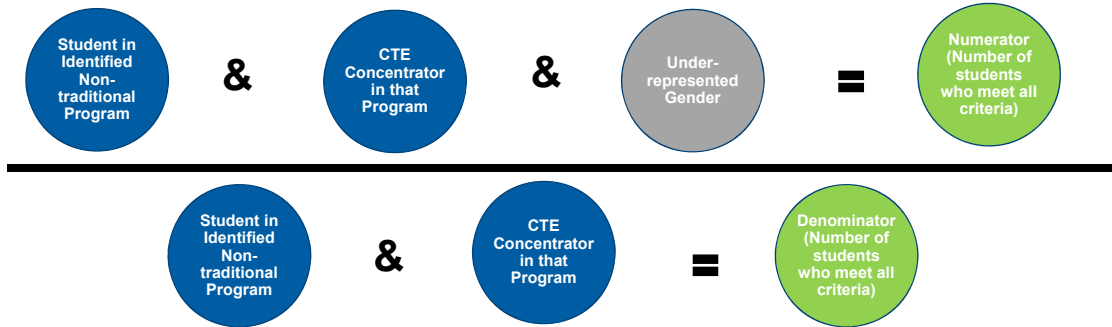 Student in
Identified
Non-
traditional
Program
&
CTE
Concentrator
in that
Program
&
Under-
represented
Gender
=
Numerator
(Number of
students
who meet all
criteria)
Student in
Identified
Non-
traditional
Program
&
CTE
Concentrator
in that
Program
=
Denominator
(Number of
students
who meet all
criteria)